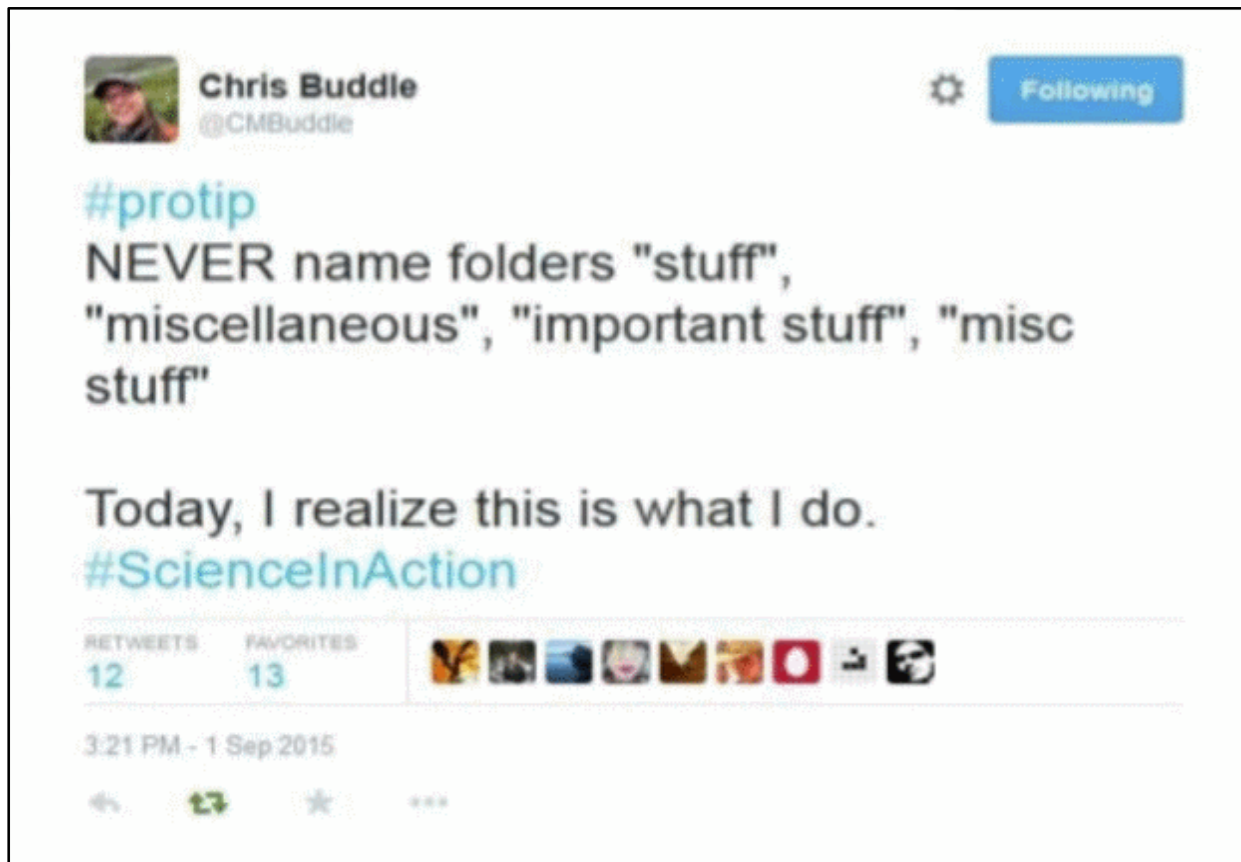 Chris Buddle
@CMBuddle
Following
#protip
NEVER name folders "stuff",
"miscellaneous", "important stuff", "misc
stuff"
Today, I realize this is what I do.
#ScienceInAction
RETWEETS FAVORITES
12 13
3:21 PM - 1 Sep 2015